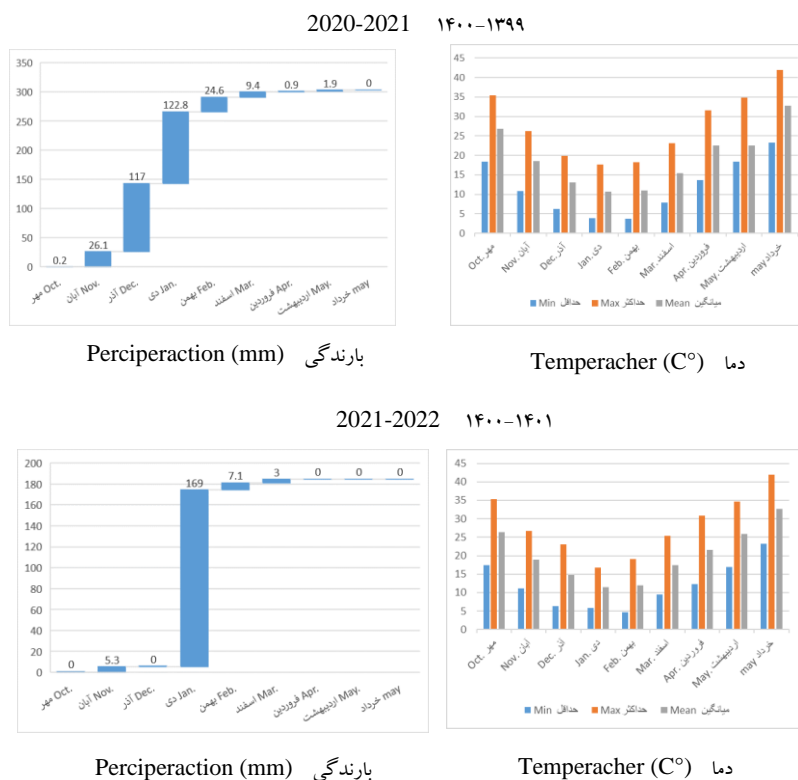 2020-2021 ۱۳۹۹-۱۴۰۰
350
300
250
200
150
100
50
0
0.2
26.1
117
122.8
24.6
9.4
0.9
1.9
0
مهر Oct.
آبان Nov.
آذر Dec.
دی Jan.
بهمن Feb.
اسفند Mar.
فروردین Apr.
اردیبهشت May.
خرداد may
بارندگی Perciperaction (mm)
45
40
35
30
25
20
15
10
5
0
مهر Oct.
آبان Nov.
آذر Dec.
دی Jan.
بهمن Feb.
اسفند Mar.
فروردین Apr.
اردیبهشت May.
خرداد may
حداقل Min حداکثر Max میانگین Mean
دما Temperacher (C°)
2021-2022 ۱۴۰۰-۱۴۰۱
200
180
160
140
120
100
80
60
40
20
0
0
5.3
0
169
7.1
3
0
0
0
مهر Oct.
آبان Nov.
آذر Dec.
دی Jan.
بهمن Feb.
اسفند Mar.
فروردین Apr.
اردیبهشت May.
خرداد may
بارندگی Perciperaction (mm)
45
40
35
30
25
20
15
10
5
0
مهر Oct.
آبان Nov.
آذر Dec.
دی Jan.
بهمن Feb.
اسفند Mar.
فروردین Apr.
اردیبهشت May.
خرداد may
حداقل Min حداکثر Max میانگین Mean
دما Temperacher (C°)